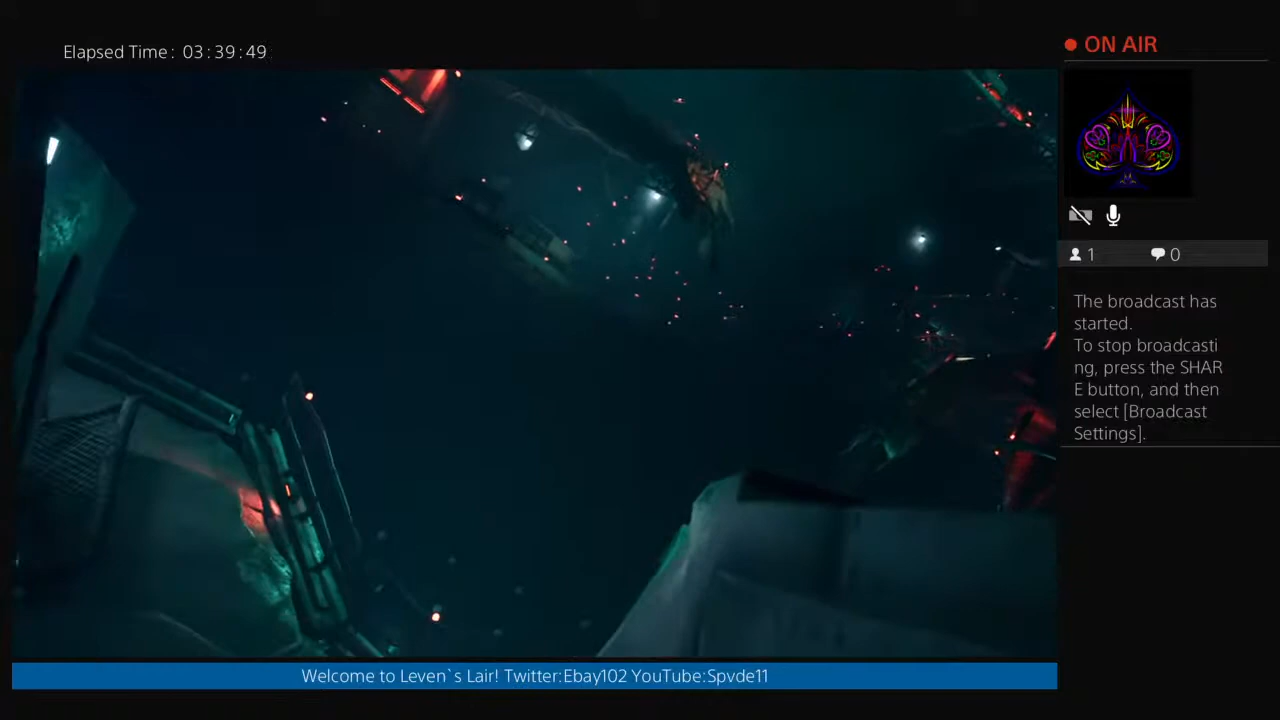 Elapsed Time: 03:39:49
ON AIR
1
0
The broadcast has
started.
To stop broadcasti
ng, press the SHAR
E button, and then
select [Broadcast
Settings].
Welcome to Leven`s Lair! Twitter:Ebay102 YouTube:Spvde11